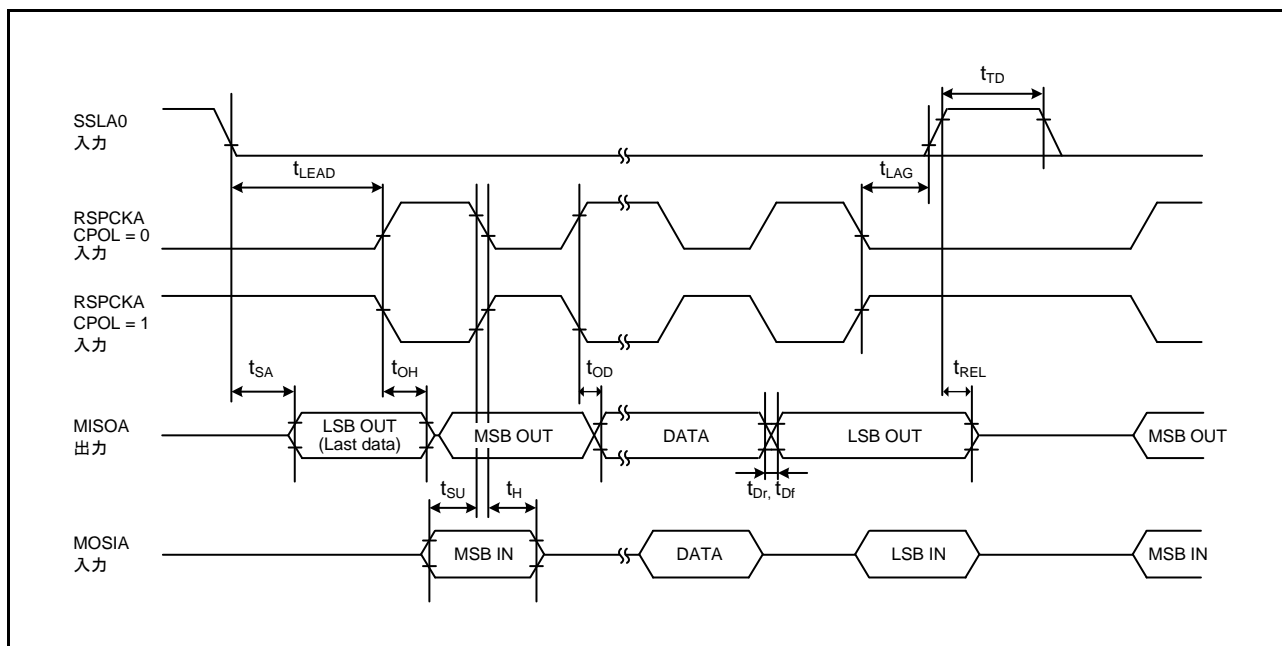 tTD
SSLA0
入力
tLEAD
tLAG
RSPCKA
CPOL = 0
入力
RSPCKA
CPOL = 1
入力
tSA
tOH
tOD
tREL
MISOA
出力
LSB OUT
(Last data)
MSB OUT
DATA
LSB OUT
MSB OUT
tSU
tH
tDr, tDf
MOSIA
入力
MSB IN
DATA
LSB IN
MSB IN